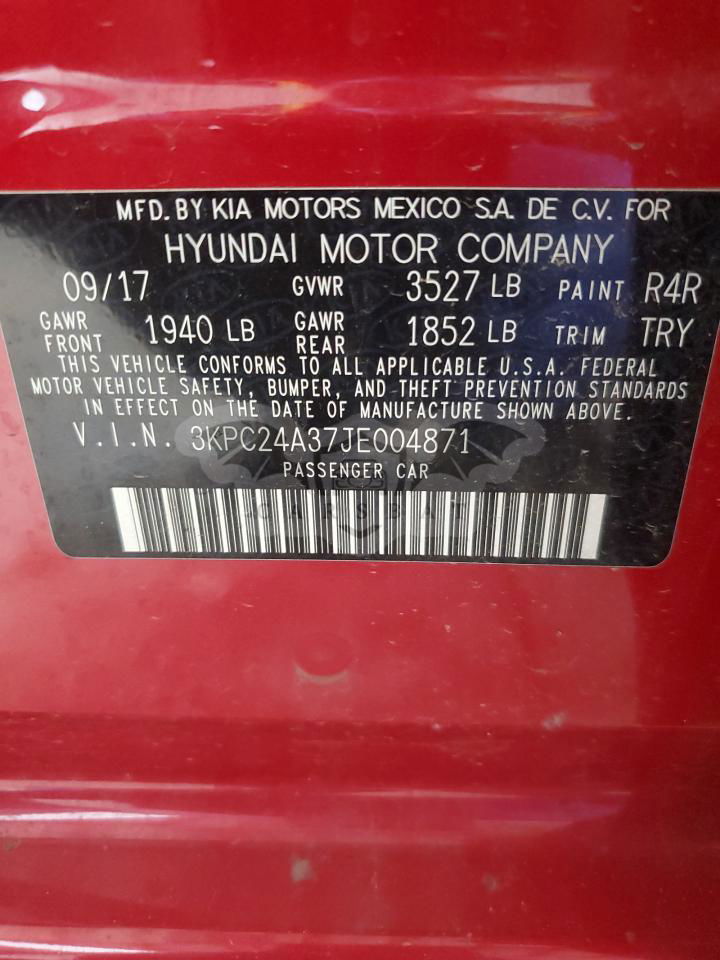 MFD. BY KIA MOTORS MEXICO S.A. DE C.V. FOR
HYUNDAI MOTOR COMPANY
09/17 GVWR 3527 LB PAINT R4R
GAWR FRONT 1940 LB GAWR REAR 1852 LB TRIM TRY
THIS VEHICLE CONFORMS TO ALL APPLICABLE U.S.A. FEDERAL
MOTOR VEHICLE SAFETY, BUMPER, AND THEFT PREVENTION STANDARDS
IN EFFECT ON THE DATE OF MANUFACTURE SHOWN ABOVE.
V.I.N. 3KPC24A37JE004871
PASSENGER CAR
CARSBAT